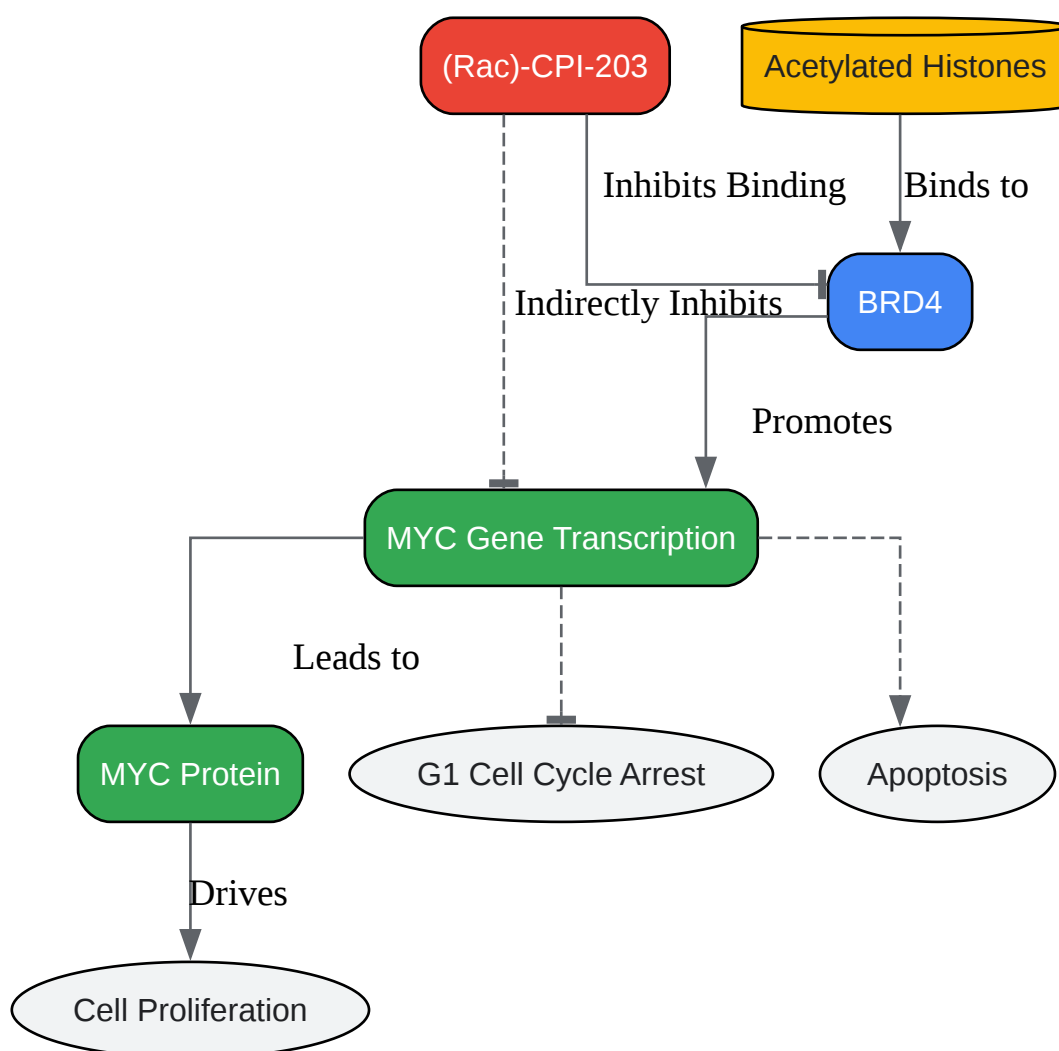 (Rac)-CPI-203
Acetylated Histones
Inhibits Binding
Binds to
Indirectly Inhibits
BRD4
Promotes
MYC Gene Transcription
Leads to
MYC Protein
G1 Cell Cycle Arrest
Apoptosis
Drives
Cell Proliferation